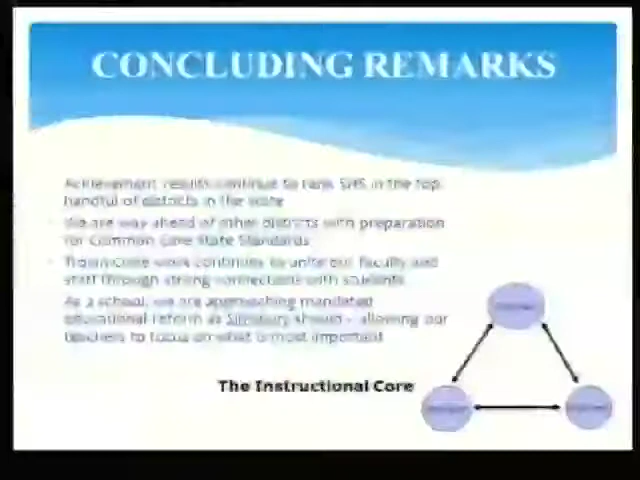 CONCLUDING REMARKS
Achievement results continue to rank SHS in the top
handful of districts in the state
We are way ahead of other districts with preparation
for Common Core State Standards
work continues to unite our faculty and
staff through strong connections with students
As a school, we are approaching mandated
educational reform as Simsbury should - allowing our
teachers to focus on what is most important
The Instructional Core